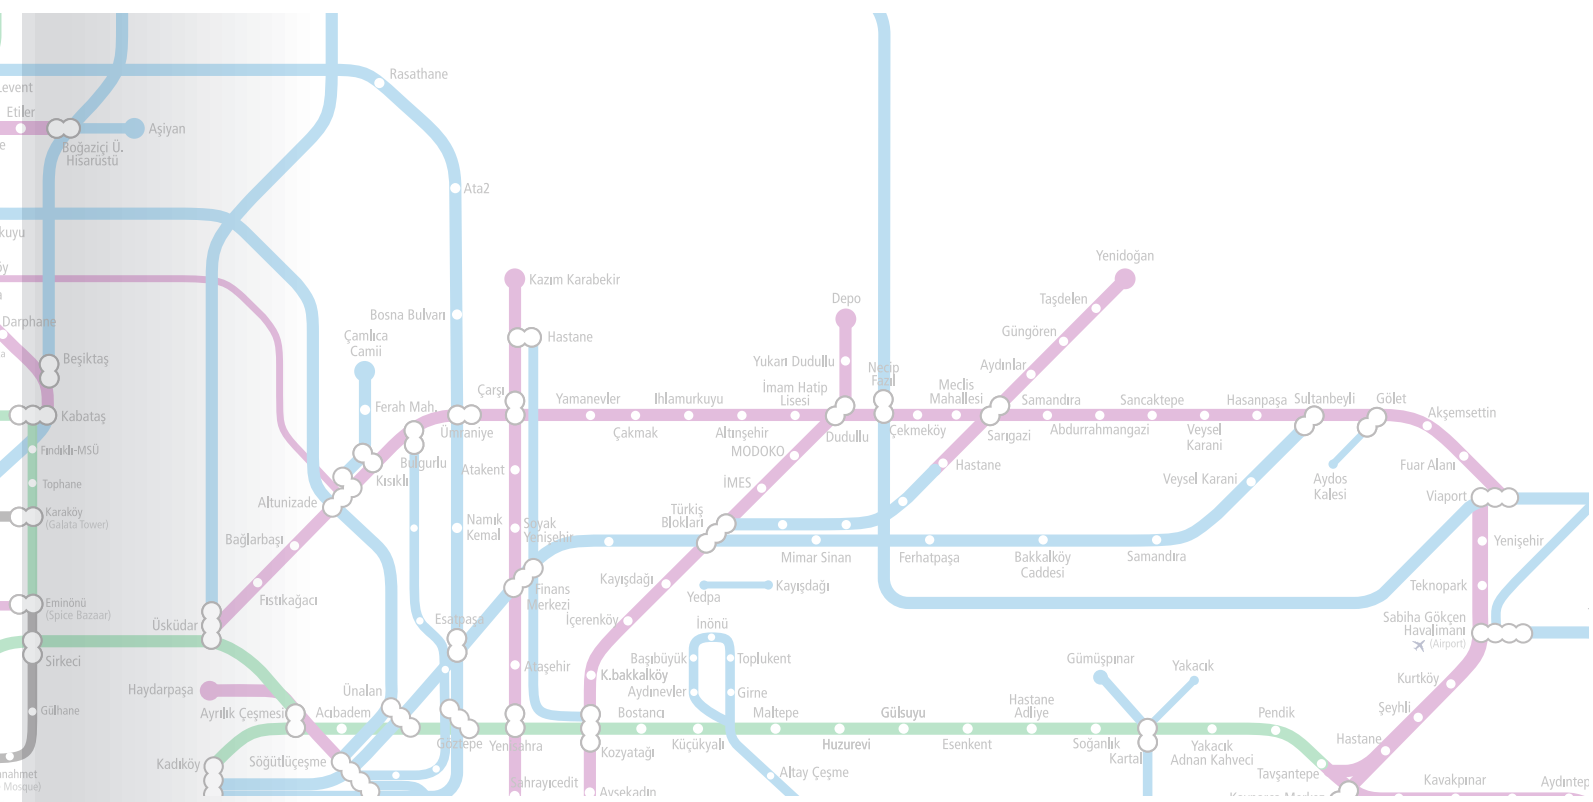 Rasathane
Etiler
Aşiyan
Boğaziçi Ü.
Hisarüstü
Ata2
Yenidoğan
Kazım Karabekir
Taşdelen
Depo
Bosna Bulvarı
Darphane
Güngören
Çamlıca
Camii
Hastane
Beşiktaş
Yukarı Dudullu
Necip
Fazıl
Aydınlar
Çarşı
İmam Hatip
Lisesi
Meclis
Mahallesi
Kabataş
Ferah Mah.
Yamanevler
Ihlamurkuyu
Samandıra
Sancaktepe
Hasanpaşa
Sultanbeyli
Gölet
Akşemsettin
Ümraniye
Çakmak
Altınşehir
Dudullu
Çekmeköy
Sarıgazi
Abdurrahmangazi
Veysel
Karani
Fındıklı-MSÜ
MODOKO
Bulgurlu
Atakent
Hastane
Fuar Alanı
Tophane
Kısıklı
İMES
Veysel Karani
Aydos
Kalesi
Viaport
Altunizade
Karaköy
(Galata Tower)
Türkiş
Blokları
Namık
Kemal
Soyak
Yenişehir
Bağlarbaşı
Mimar Sinan
Ferhatpaşa
Bakkalköy
Caddesi
Samandıra
Yenişehir
Kayışdağı
Kayışdağı
Teknopark
Fıstıkağacı
Finans
Merkezi
Yedpa
Eminönü
(Spice Bazaar)
Üsküdar
Esatpaşa
İçerenköy
İnönü
Sabiha Gökçen
Havalimanı
(Airport)
Sirkeci
Ataşehir
Başıbüyük
Toplukent
Gümüşpınar
Yakacık
K.bakkalköy
Kurtköy
Haydarpaşa
Ünalan
Aydınevler
Girne
Gülhane
Ayrılık Çeşmesi
Acıbadem
Bostancı
Maltepe
Gülsuyu
Hastane
Adliye
Pendik
Şeyhli
Göztepe
Yenisahra
Kozyatağı
Küçükyalı
Huzurevi
Esenkent
Soğanlık
Kartal
Yakacık
Adnan Kahveci
Hastane
Kadıköy
Söğütlüçeşme
Altay Çeşme
Tavşantepe
Kavakpınar